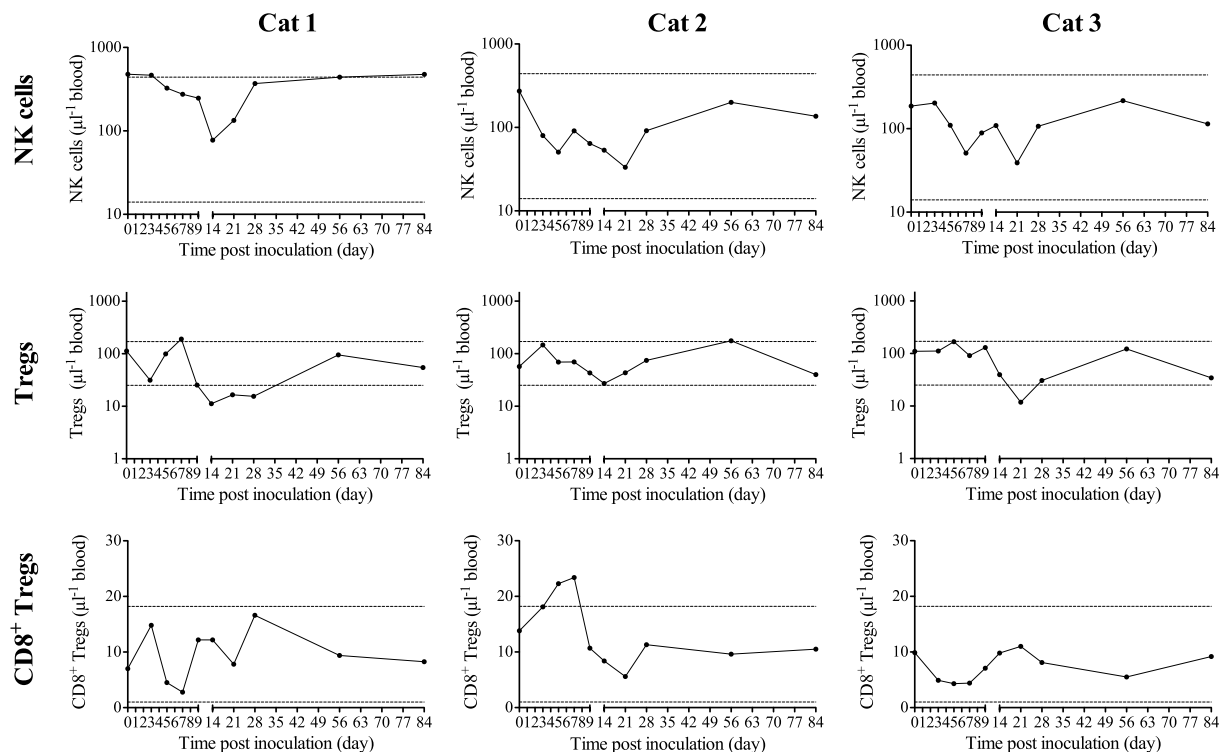 Cat 1 Cat 2 Cat 3
NK cells
NK cells (µl⁻¹ blood)
1000
100
10
0123456789 14 21 28 35 42 49 56 63 70 77 84
Time post inoculation (day)
NK cells (µl⁻¹ blood)
1000
100
10
0123456789 14 21 28 35 42 49 56 63 70 77 84
Time post inoculation (day)
NK cells (µl⁻¹ blood)
1000
100
10
0123456789 14 21 28 35 42 49 56 63 70 77 84
Time post inoculation (day)
Tregs
Tregs (µl⁻¹ blood)
1000
100
10
1
0123456789 14 21 28 35 42 49 56 63 70 77 84
Time post inoculation (day)
Tregs (µl⁻¹ blood)
1000
100
10
1
0123456789 14 21 28 35 42 49 56 63 70 77 84
Time post inoculation (day)
Tregs (µl⁻¹ blood)
1000
100
10
1
0123456789 14 21 28 35 42 49 56 63 70 77 84
Time post inoculation (day)
CD8⁺ Tregs
CD8⁺ Tregs (µl⁻¹ blood)
30
20
10
0
0123456789 14 21 28 35 42 49 56 63 70 77 84
Time post inoculation (day)
CD8⁺ Tregs (µl⁻¹ blood)
30
20
10
0
0123456789 14 21 28 35 42 49 56 63 70 77 84
Time post inoculation (day)
CD8⁺ Tregs (µl⁻¹ blood)
30
20
10
0
0123456789 14 21 28 35 42 49 56 63 70 77 84
Time post inoculation (day)